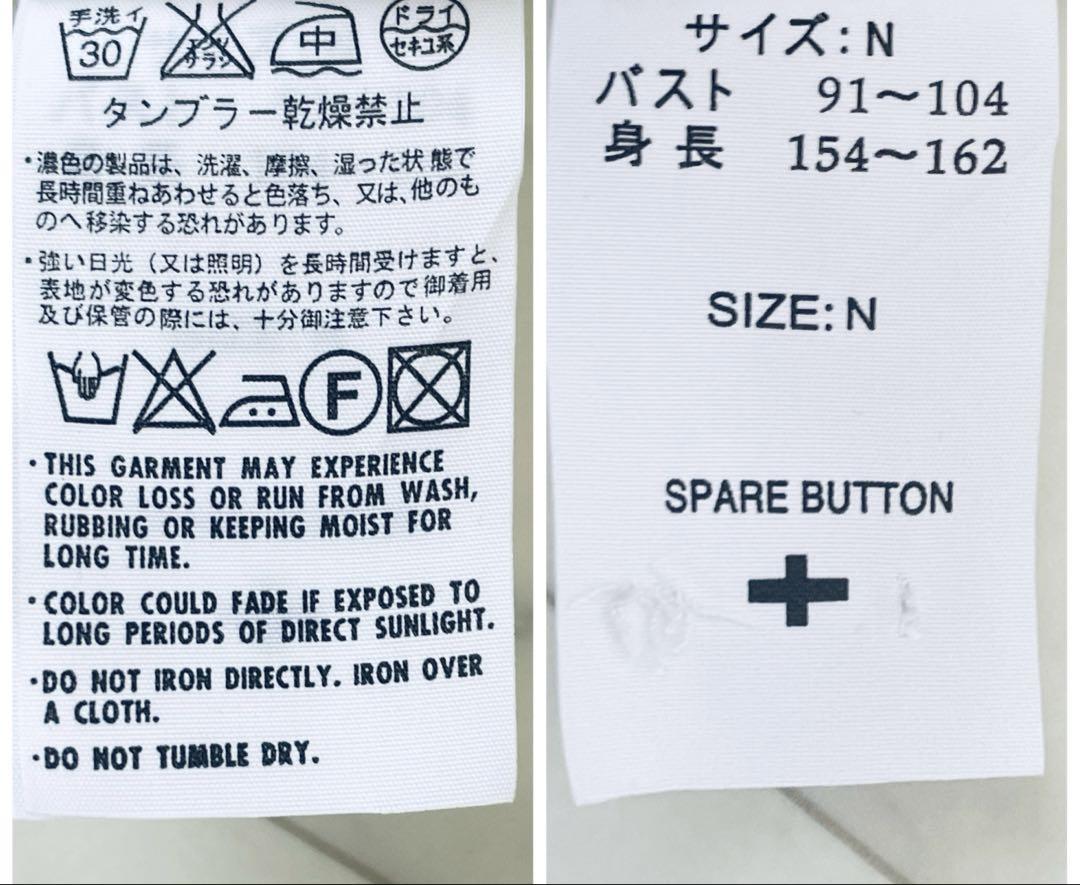 手洗イ
30
エンソ
サラシ
中
ドライ
セキユ系
タンブラー乾燥禁止
・濃色の製品は、洗濯、摩擦、湿った状態で
長時間重ねあわせると色落ち、又は、他のも
のへ移染する恐れがあります。
・強い日光（又は照明）を長時間受けますと、
表地が変色する恐れがありますので御着用
及び保管の際には、十分御注意下さい。
F
・THIS GARMENT MAY EXPERIENCE
COLOR LOSS OR RUN FROM WASH,
RUBBING OR KEEPING MOIST FOR
LONG TIME.
・COLOR COULD FADE IF EXPOSED TO
LONG PERIODS OF DIRECT SUNLIGHT.
・DO NOT IRON DIRECTLY. IRON OVER
A CLOTH.
・DO NOT TUMBLE DRY.
サイズ:N
バスト 91〜104
身長 154〜162
SIZE:N
SPARE BUTTON